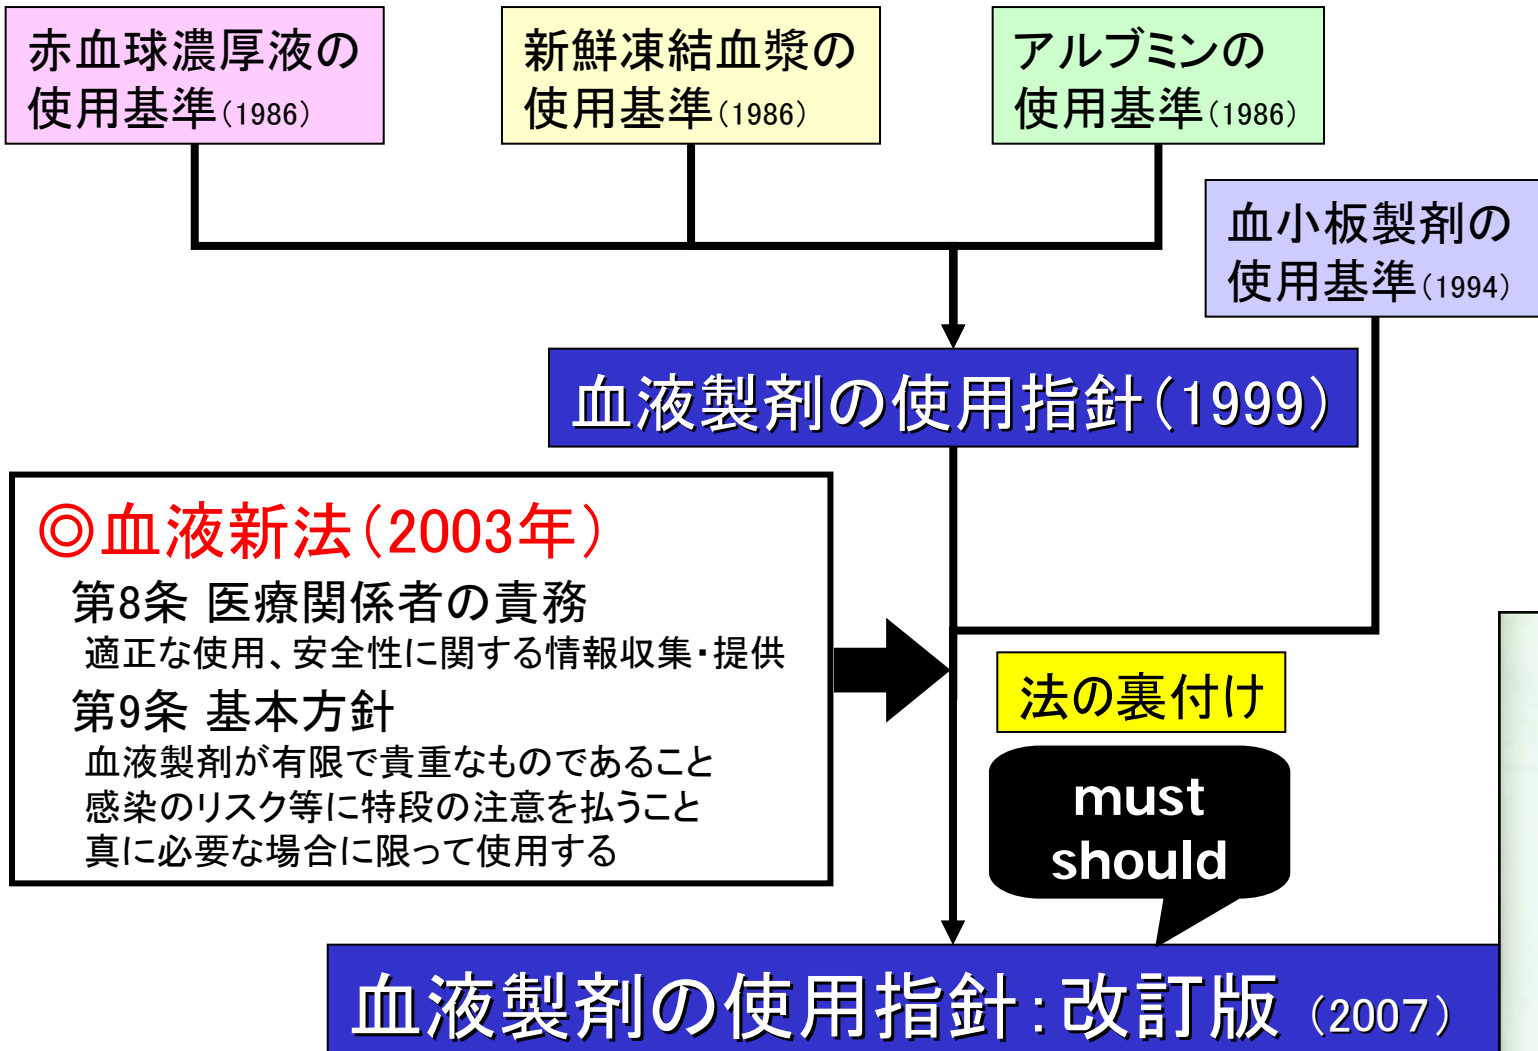 赤血球濃厚液の
使用基準(1986)
新鮮凍結血漿の
使用基準(1986)
アルブミンの
使用基準(1986)
血小板製剤の
使用基準(1994)
血液製剤の使用指針(1999)
◎血液新法(2003年)
第8条 医療関係者の責務
適正な使用、安全性に関する情報収集・提供
第9条 基本方針
血液製剤が有限で貴重なものであること
感染のリスク等に特段の注意を払うこと
真に必要な場合に限って使用する
法の裏付け
must
should
血液製剤の使用指針:改訂版 (2007)